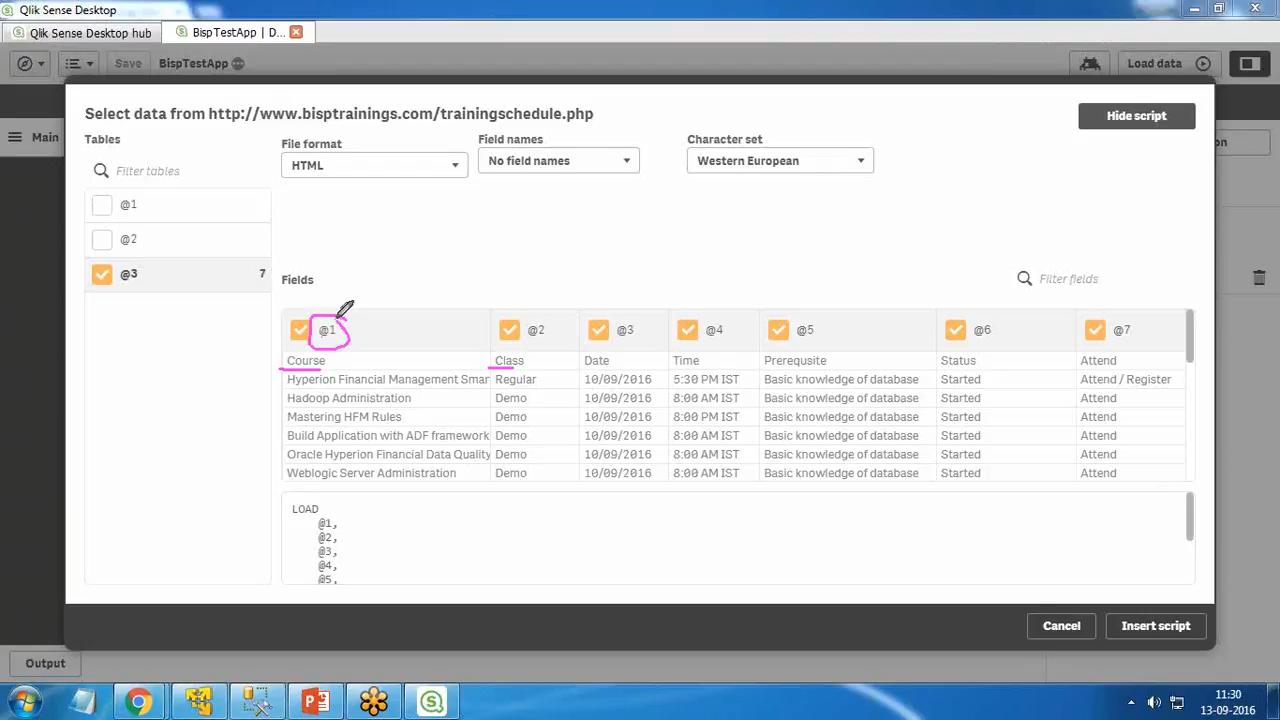 Qlik Sense Desktop
Qlik Sense Desktop hub
BispTestApp | D...
Save
BispTestApp
Load data
Main
Select data from http://www.bisptrainings.com/trainingschedule.php
Hide script
Tables
File format
Field names
Character set
Filter tables
HTML
No field names
Western European
on
@1
@2
@3 7
Fields
Filter fields
@1 @2 @3 @4 @5 @6 @7
Course Class Date Time Prerequsite Status Attend
Hyperion Financial Management Smar Regular 10/09/2016 5:30 PM IST Basic knowledge of database Started Attend / Register
Hadoop Administration Demo 10/09/2016 8:00 AM IST Basic knowledge of database Started Attend
Mastering HFM Rules Demo 10/09/2016 8:00 PM IST Basic knowledge of database Started Attend
Build Application with ADF framework Demo 10/09/2016 8:00 AM IST Basic knowledge of database Started Attend
Oracle Hyperion Financial Data Quality Demo 10/09/2016 8:00 AM IST Basic knowledge of database Started Attend
Weblogic Server Administration Demo 10/09/2016 8:00 AM IST Basic knowledge of database Started Attend
LOAD
@1,
@2,
@3,
@4,
@5,
Cancel
Insert script
Output
11:30
13-09-2016